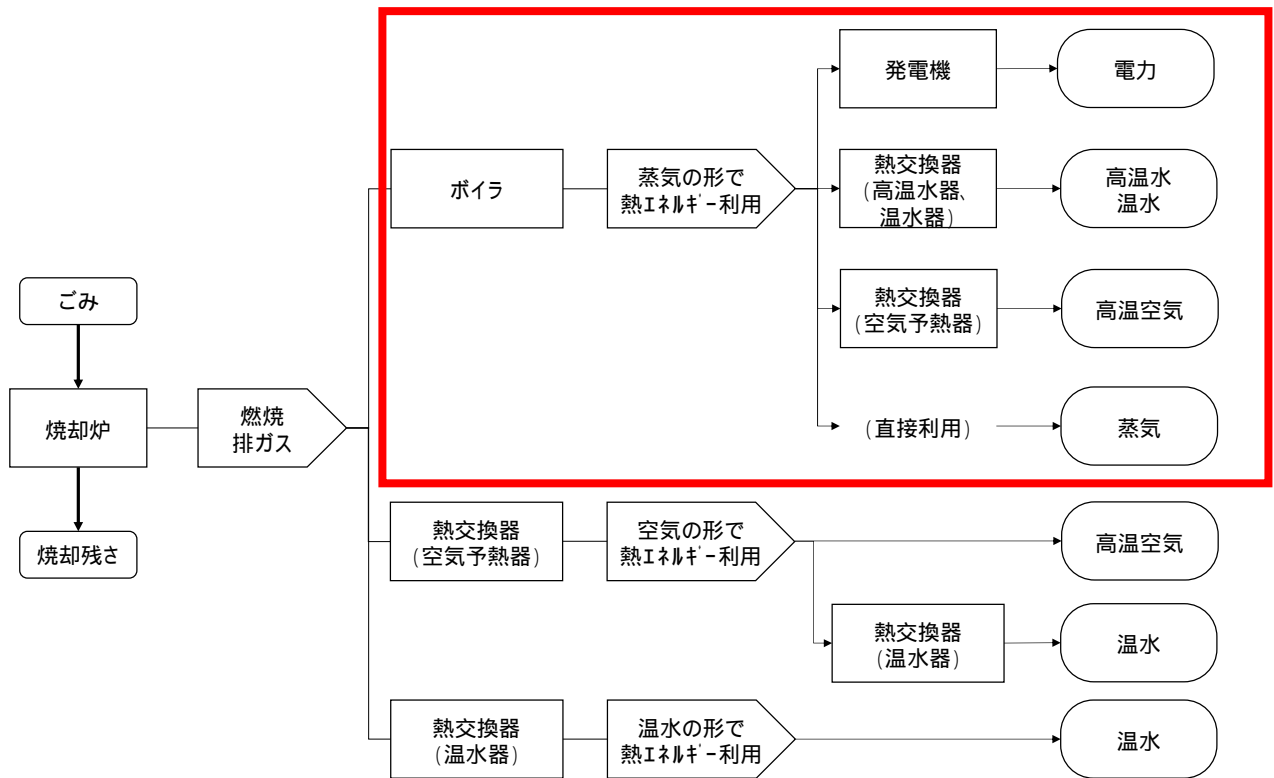 ごみ
焼却炉
焼却残さ
燃焼
排ガス
ボイラ
蒸気の形で
熱ｴﾈﾙｷﾞｰ利用
発電機
電力
熱交換器
(高温水器、
温水器)
高温水
温水
熱交換器
(空気予熱器)
高温空気
(直接利用)
蒸気
熱交換器
(空気予熱器)
空気の形で
熱ｴﾈﾙｷﾞｰ利用
高温空気
熱交換器
(温水器)
温水
熱交換器
(温水器)
温水の形で
熱ｴﾈﾙｷﾞｰ利用
温水